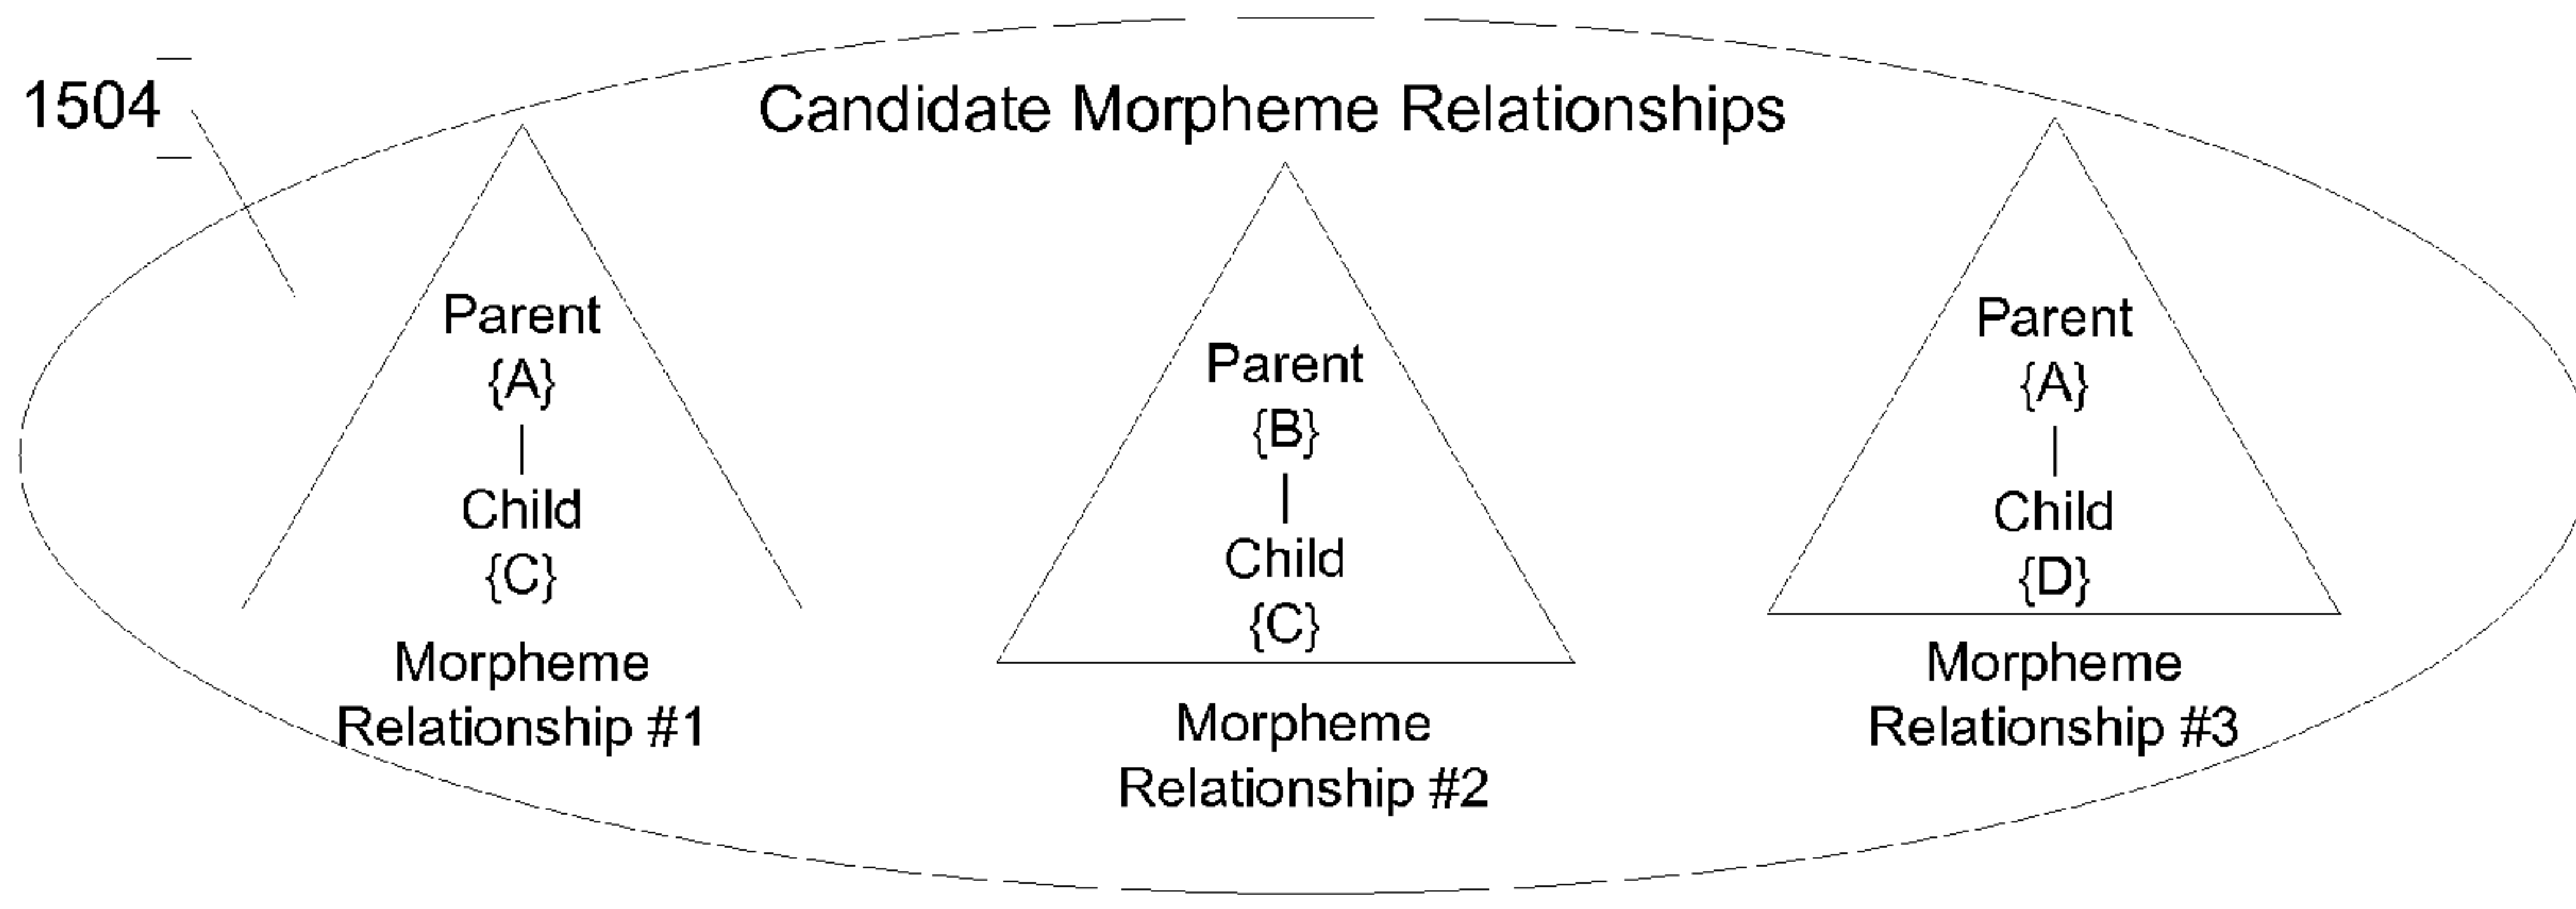 1504
Candidate Morpheme Relationships
Parent
{A}
Child
{C}
Morpheme
Relationship #1
Parent
{B}
Child
{C}
Morpheme
Relationship #2
Parent
{A}
Child
{D}
Morpheme
Relationship #3